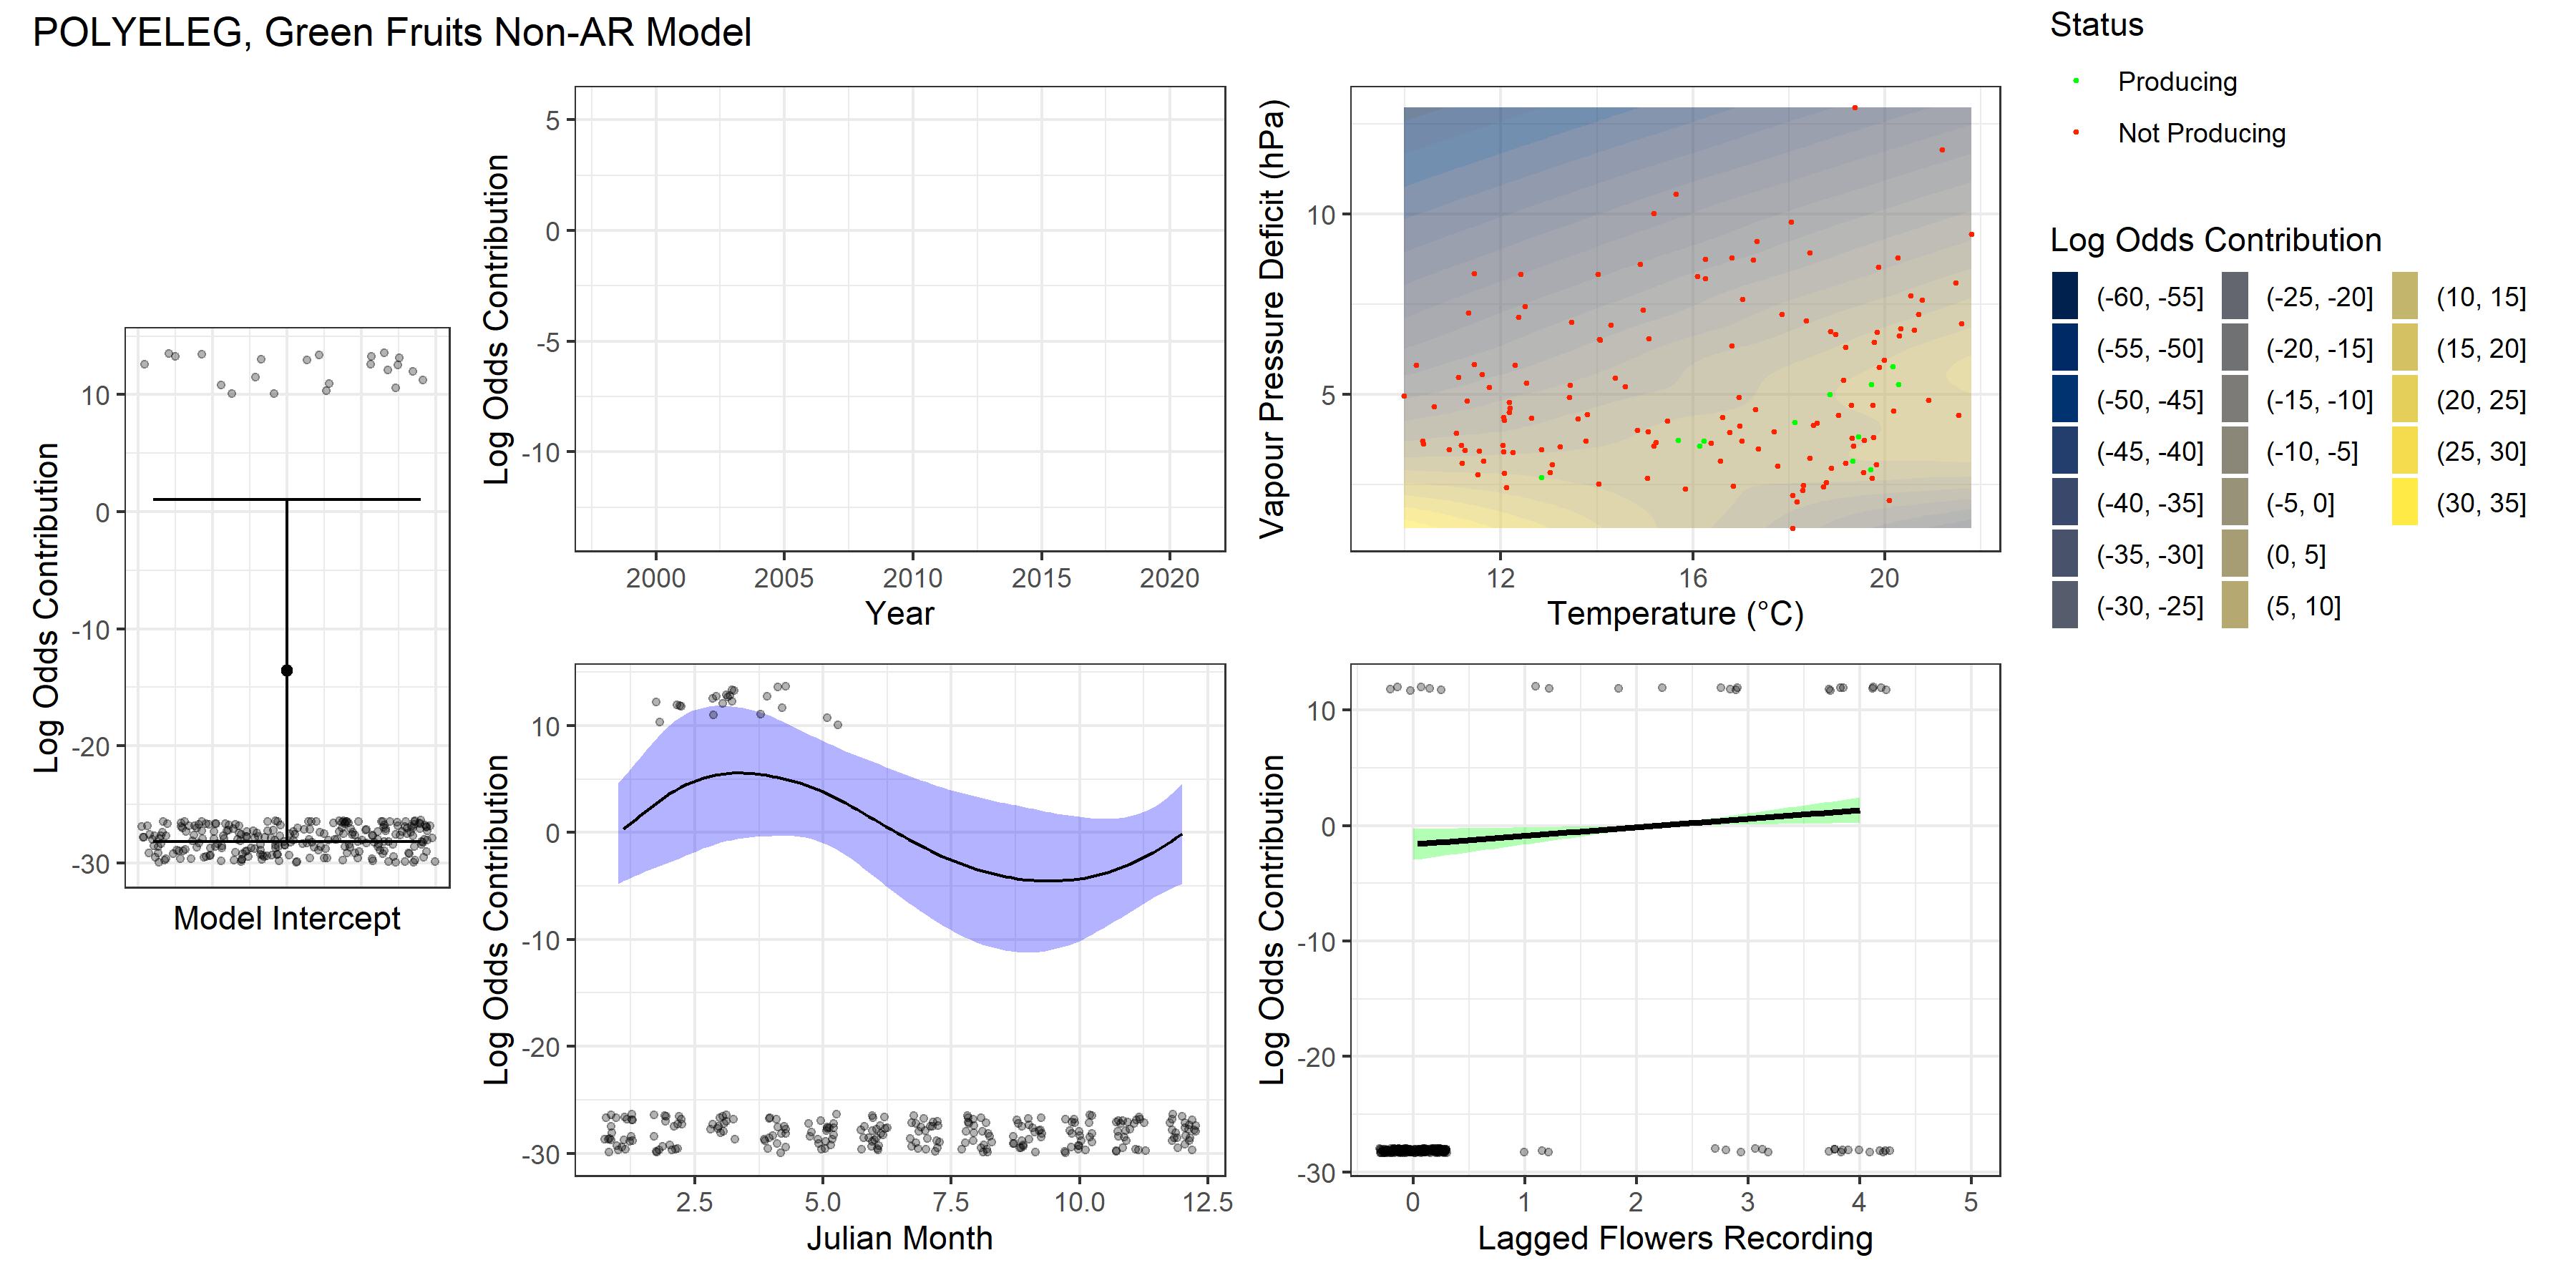 POLYELEG, Green Fruits Non-AR Model
Log Odds Contribution
10
0
-10
-20
-30
Model Intercept
Log Odds Contribution
5
0
-5
-10
2000 2005 2010 2015 2020
Year
Vapour Pressure Deficit (hPa)
10
5
12 16 20
Temperature (°C)
Log Odds Contribution
10
0
-10
-20
-30
2.5 5.0 7.5 10.0 12.5
Julian Month
Log Odds Contribution
10
0
-10
-20
-30
0 1 2 3 4 5
Lagged Flowers Recording
Status
Producing
Not Producing
Log Odds Contribution
(-60, -55] (-25, -20] (10, 15]
(-55, -50] (-20, -15] (15, 20]
(-50, -45] (-15, -10] (20, 25]
(-45, -40] (-10, -5] (25, 30]
(-40, -35] (-5, 0] (30, 35]
(-35, -30] (0, 5]
(-30, -25] (5, 10]